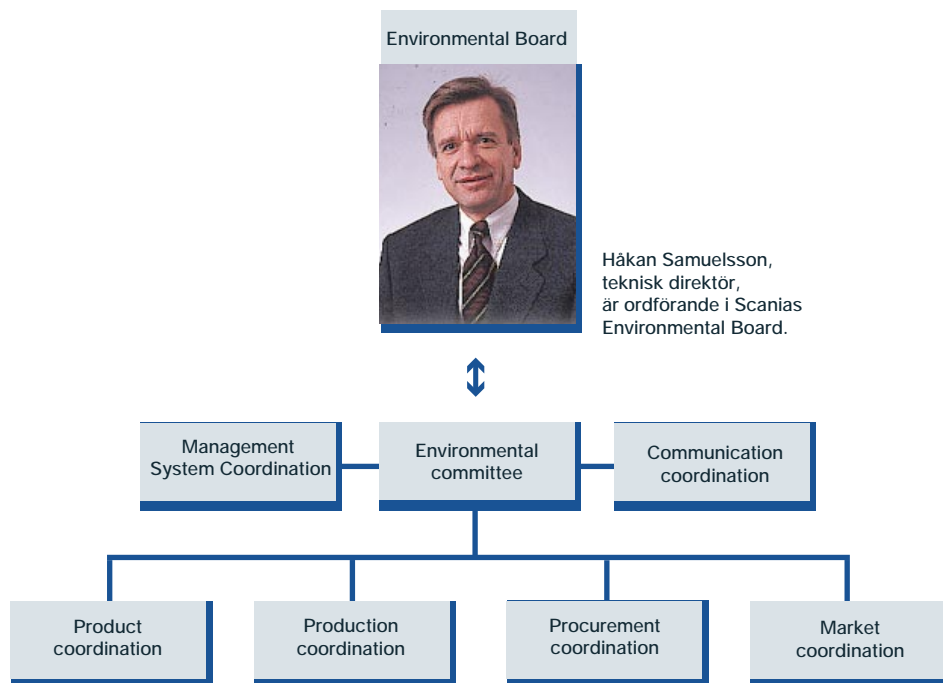 Environmental Board
Håkan Samuelsson,
teknisk direktör,
är ordförande i Scanias
Environmental Board.
Management
System Coordination
Environmental
committee
Communication
coordination
Product
coordination
Production
coordination
Procurement
coordination
Market
coordination